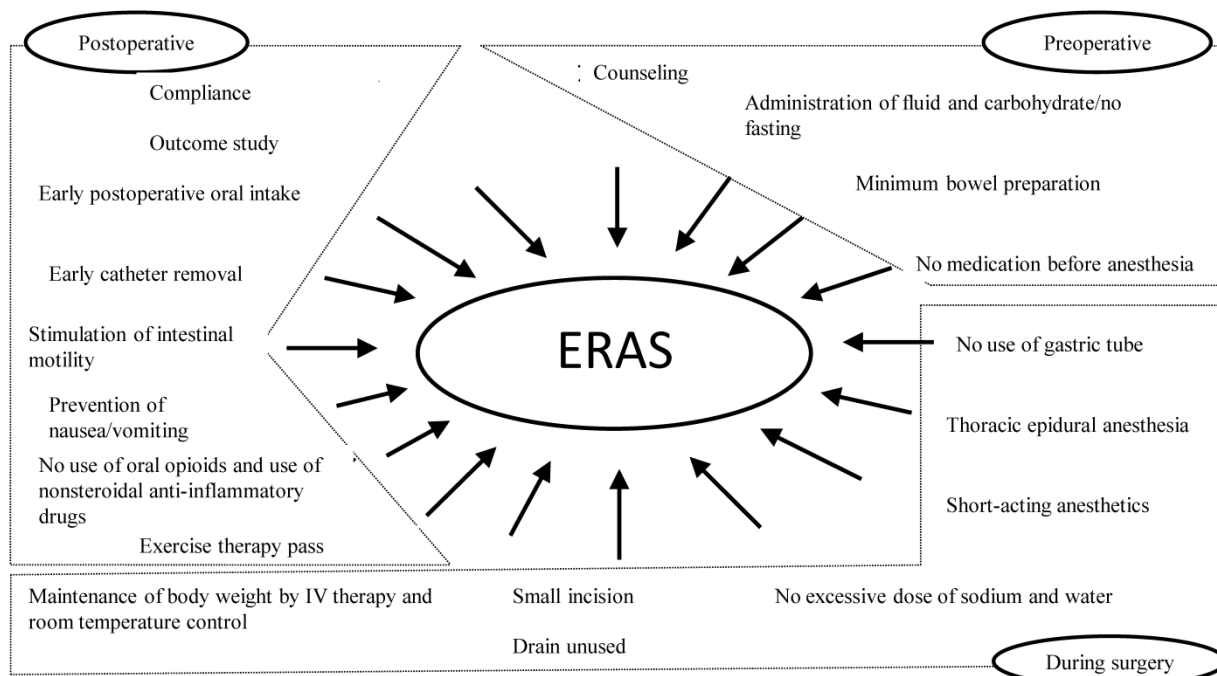 Postoperative
Preoperative
Compliance
Outcome study
Early postoperative oral intake
Early catheter removal
Stimulation of intestinal
motility
Prevention of
nausea/vomiting
No use of oral opioids and use of
nonsteroidal anti-inflammatory
drugs
Exercise therapy pass
: Counseling
Administration of fluid and carbohydrate/no
fasting
Minimum bowel preparation
No medication before anesthesia
ERAS
No use of gastric tube
Thoracic epidural anesthesia
Short-acting anesthetics
Maintenance of body weight by IV therapy and
room temperature control
Small incision
Drain unused
No excessive dose of sodium and water
During surgery